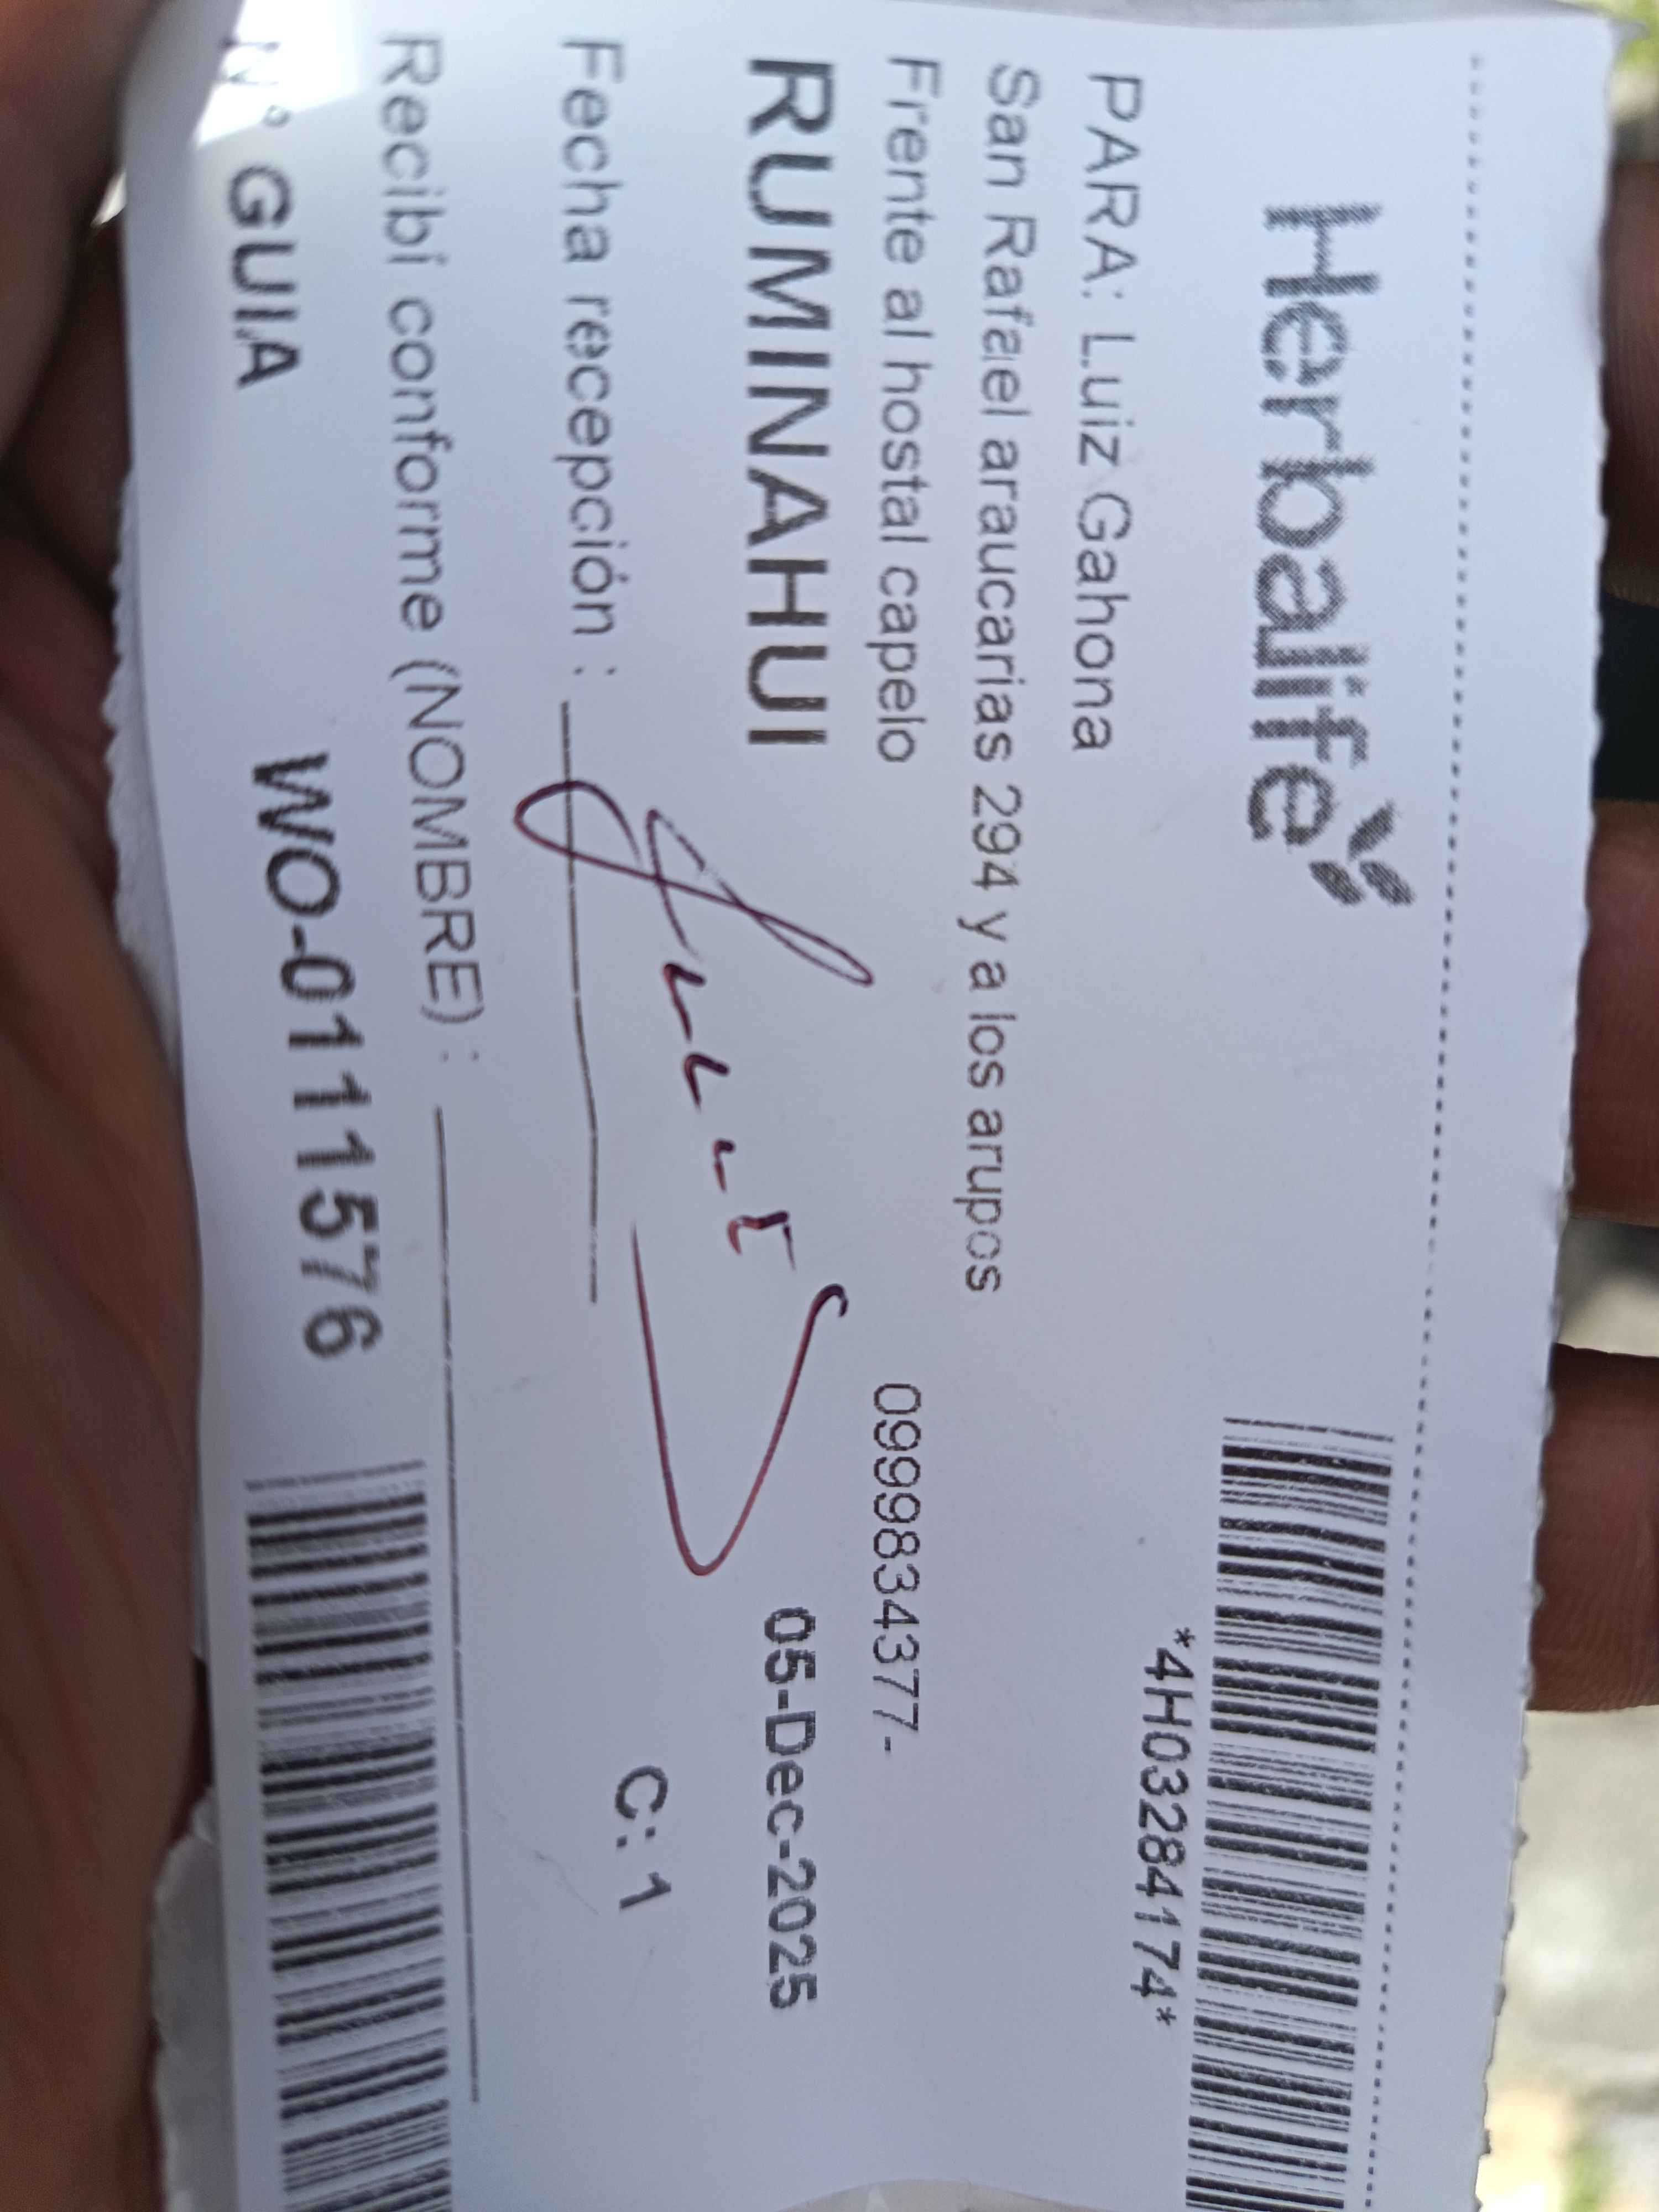 Herbalife
*4H03284174*
PARA: Luiz Gahona
San Rafael araucarias 294 y a los arupos
Frente al hostal capelo 0999834377-
RUMINAHUI 05-Dec-2025
Fecha recepción :
C: 1
Recibí conforme (NOMBRE) :
N° GUIA WO-0111576